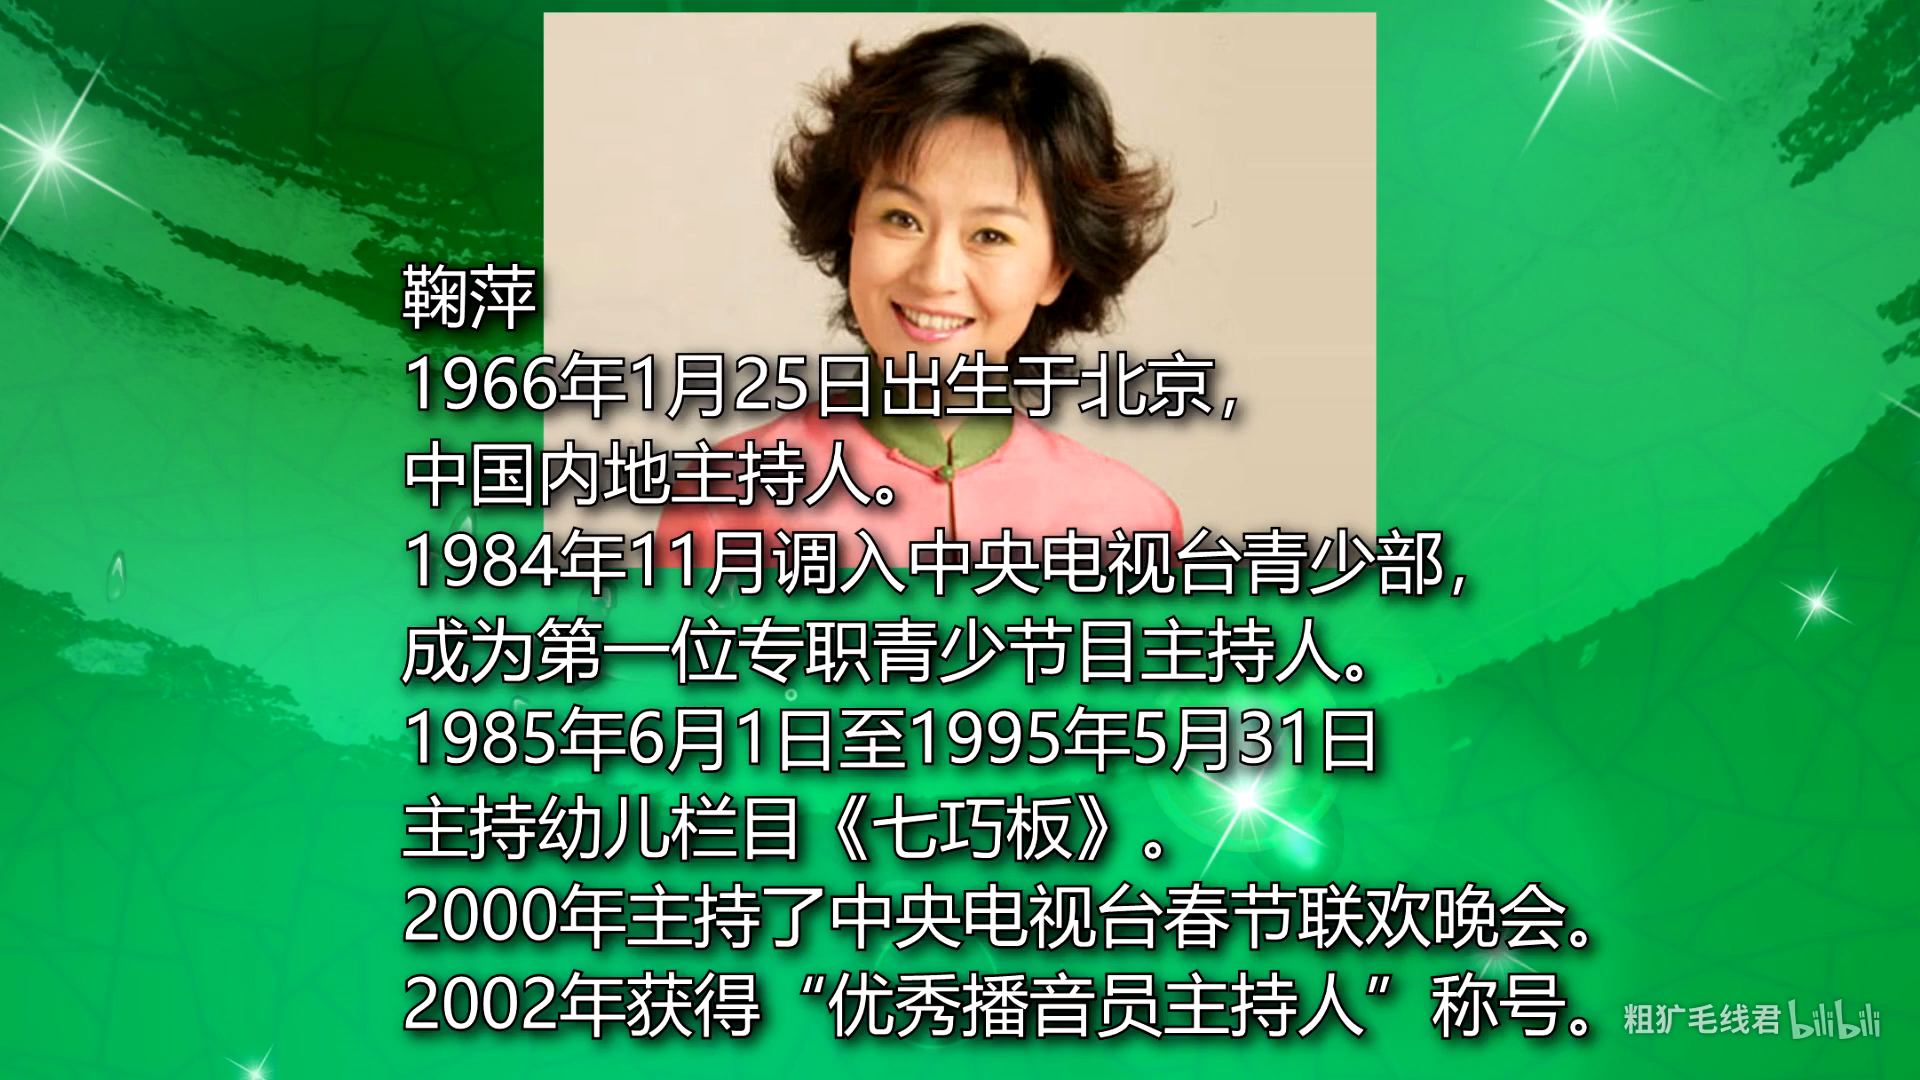 鞠萍
1966年1月25日出生于北京，
中国内地主持人。
1984年11月调入中央电视台青少部，
成为第一位专职青少节目主持人。
1985年6月1日至1995年5月31日
主持幼儿栏目《七巧板》。
2000年主持了中央电视台春节联欢晚会。
2002年获得“优秀播音员主持人”称号。
粗犷毛线君 bilibili